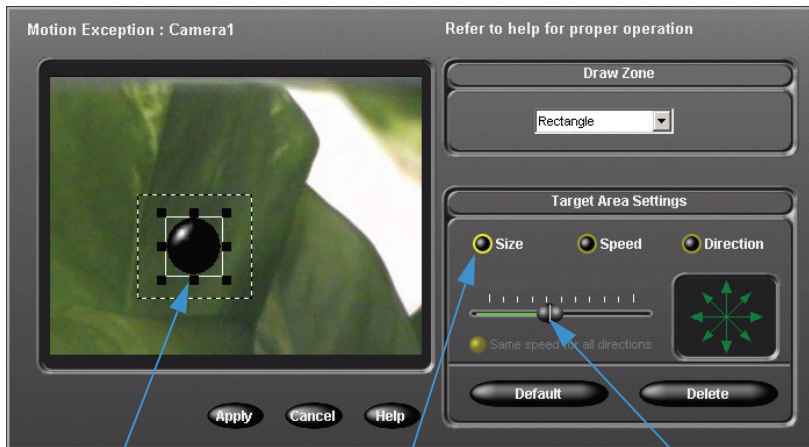 Motion Exception : Camera1
Refer to help for proper operation
Draw Zone
Rectangle
Target Area Settings
Size
Speed
Direction
Same speed for all directions
Default
Delete
Apply
Cancel
Help